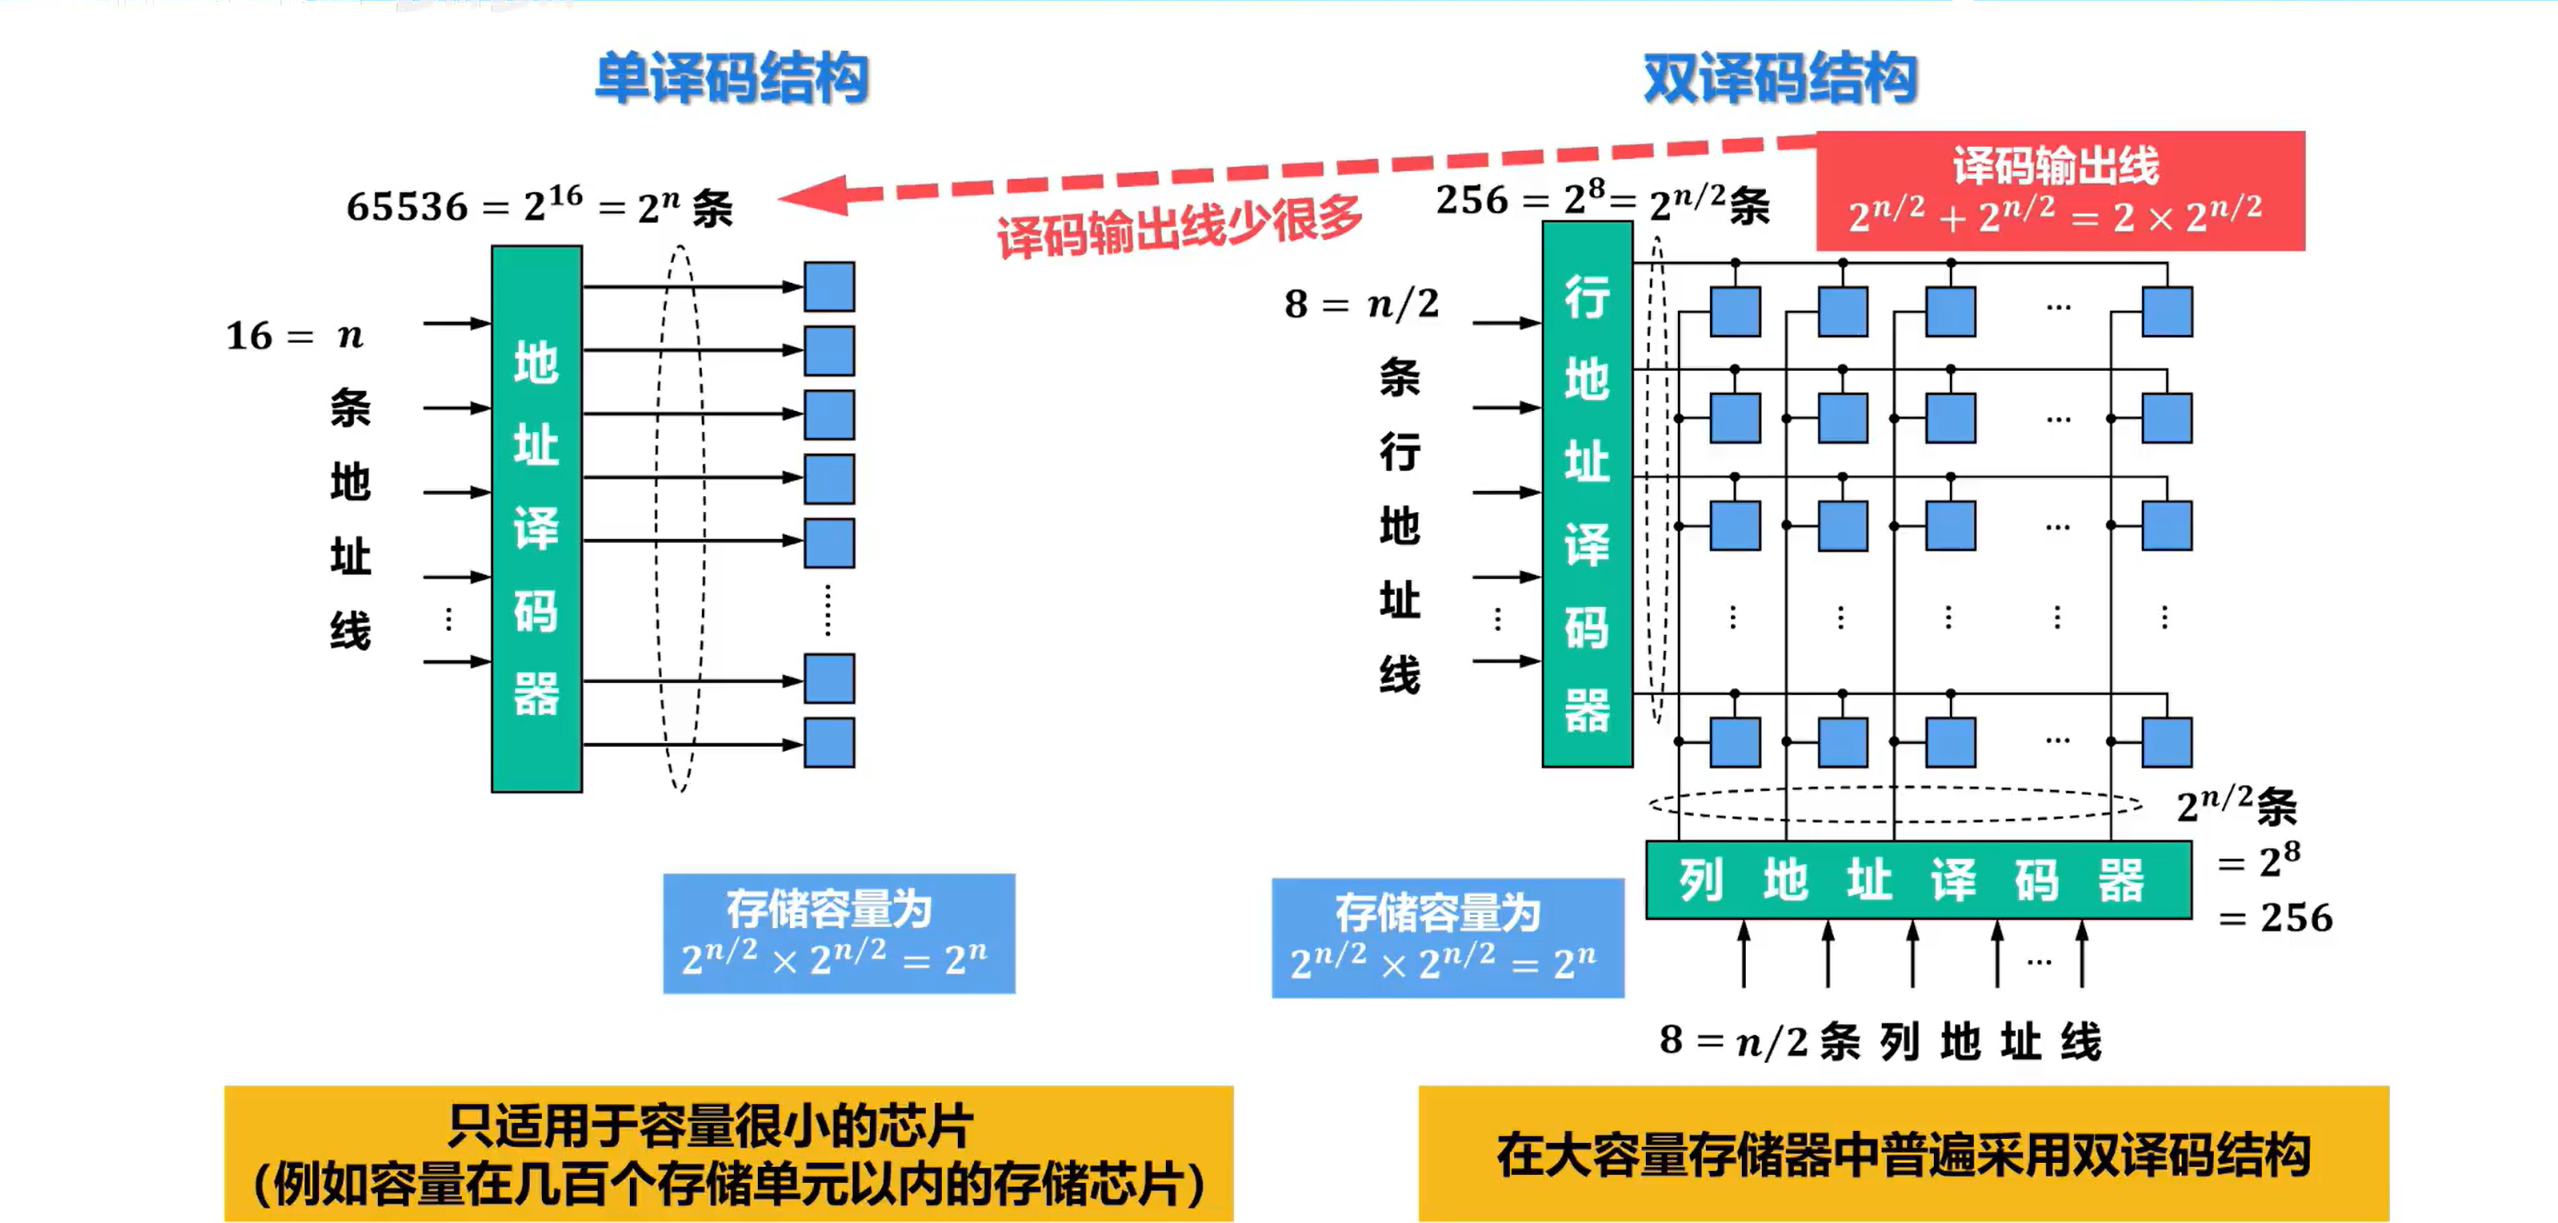 单译码结构
65536 = 2^16 = 2^n 条
16 = n
条
地
址
线
地
址
译
码
器
存储容量为
2^{n/2} × 2^{n/2} = 2^n
只适用于容量很小的芯片
（例如容量在几百个存储单元以内的存储芯片）
译码输出线少很多
双译码结构
译码输出线
2^{n/2} + 2^{n/2} = 2 × 2^{n/2}
256 = 2^8 = 2^{n/2}条
8 = n/2
条
行
地
址
线
行
地
址
译
码
器
2^{n/2}条
= 2^8
= 256
列地址译码器
8 = n/2 条列地址线
存储容量为
2^{n/2} × 2^{n/2} = 2^n
在大容量存储器中普遍采用双译码结构